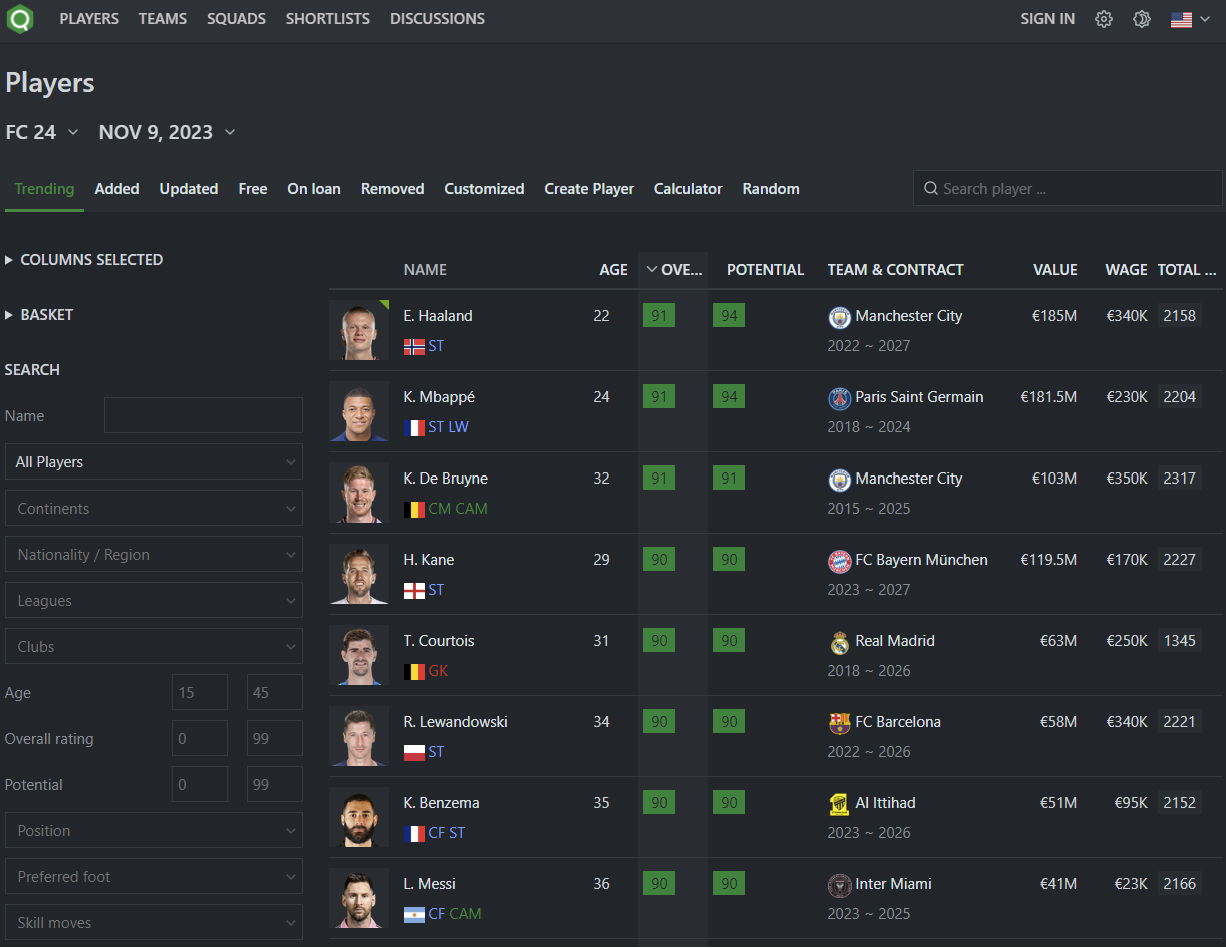 PLAYERS TEAMS SQUADS SHORTLISTS DISCUSSIONS SIGN IN
Players
FC 24 NOV 9, 2023
Trending Added Updated Free On loan Removed Customized Create Player Calculator Random Search player ...
COLUMNS SELECTED
BASKET
SEARCH
Name
All Players
Continents
Nationality / Region
Leagues
Clubs
Age 15 45
Overall rating 0 99
Potential 0 99
Position
Preferred foot
Skill moves
NAME AGE OVE... POTENTIAL TEAM & CONTRACT VALUE WAGE TOTAL ...
E. Haaland 22 91 94 Manchester City €185M €340K 2158
ST 2022 ~ 2027
K. Mbappé 24 91 94 Paris Saint Germain €181.5M €230K 2204
ST LW 2018 ~ 2024
K. De Bruyne 32 91 91 Manchester City €103M €350K 2317
CM CAM 2015 ~ 2025
H. Kane 29 90 90 FC Bayern München €119.5M €170K 2227
ST 2023 ~ 2027
T. Courtois 31 90 90 Real Madrid €63M €250K 1345
GK 2018 ~ 2026
R. Lewandowski 34 90 90 FC Barcelona €58M €340K 2221
ST 2022 ~ 2026
K. Benzema 35 90 90 Al Ittihad €51M €95K 2152
CF ST 2023 ~ 2026
L. Messi 36 90 90 Inter Miami €41M €23K 2166
CF CAM 2023 ~ 2025